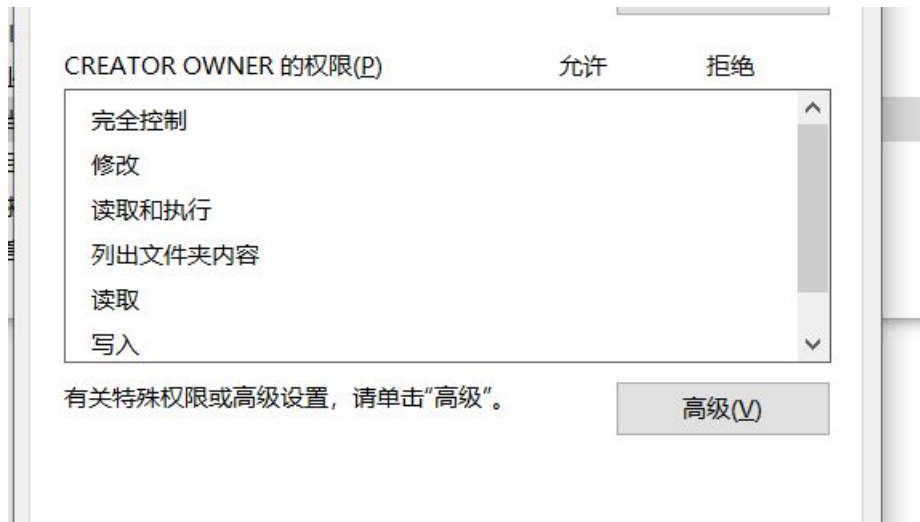 CREATOR OWNER 的权限(P) 允许 拒绝
完全控制
修改
读取和执行
列出文件夹内容
读取
写入
有关特殊权限或高级设置，请单击“高级”。 高级(V)